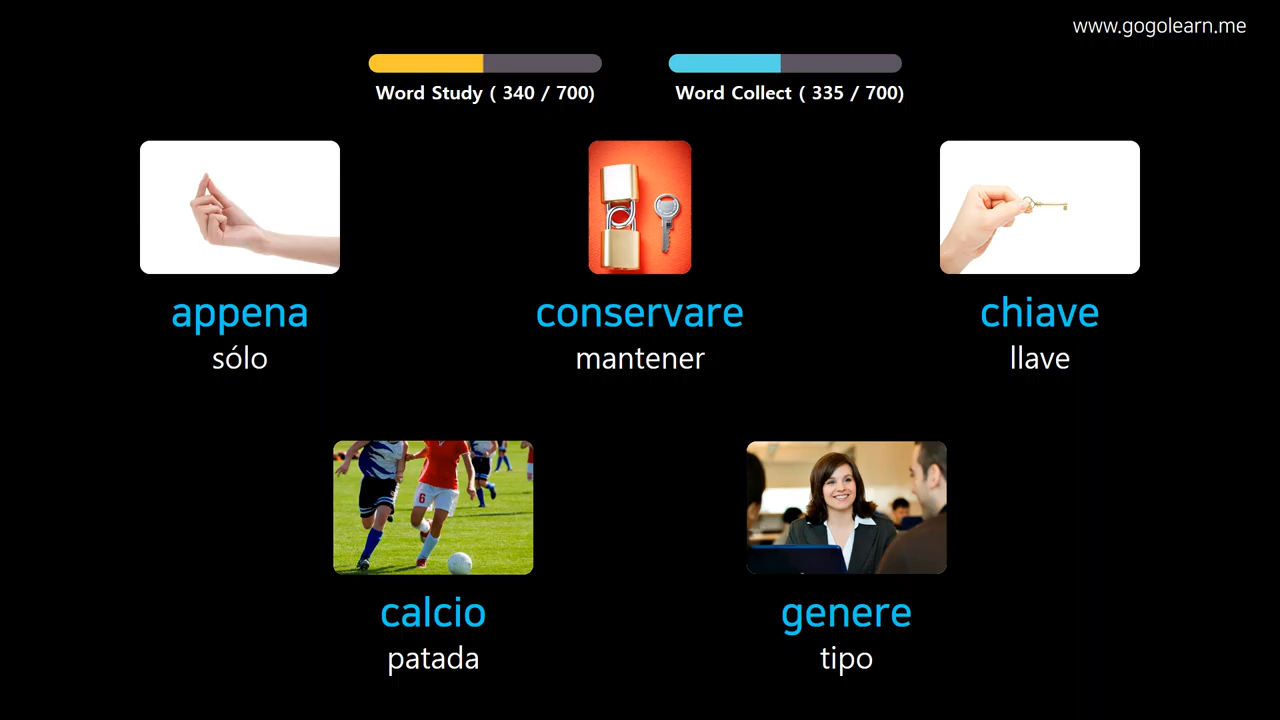 www.gogolearn.me
Word Study ( 340 / 700)
Word Collect ( 335 / 700)
appena
sólo
conservare
mantener
chiave
llave
6
calcio
patada
genere
tipo